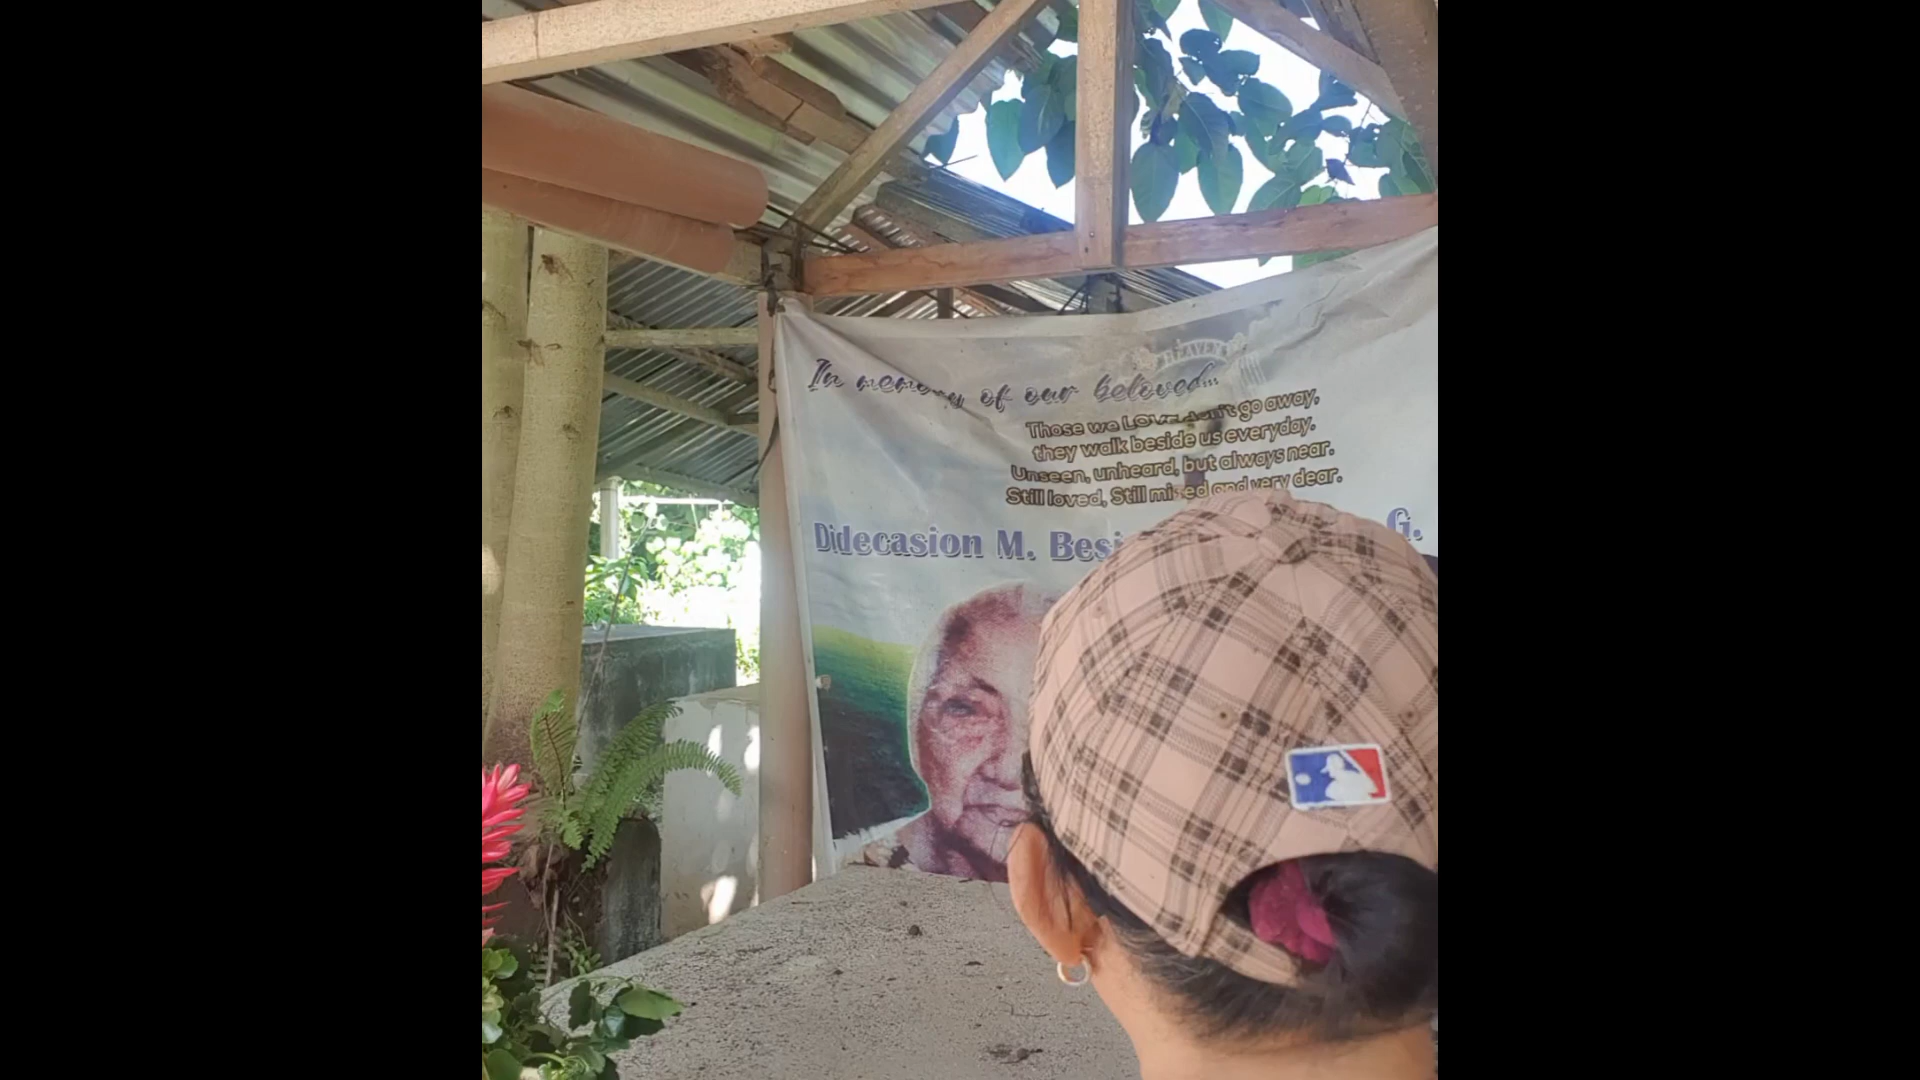 In memory of our beloved...
Those we LOVE don't go away,
they walk beside us everyday.
Unseen, unheard, but always near.
Still loved, Still missed and very dear.
Didecasion M. Besi G.